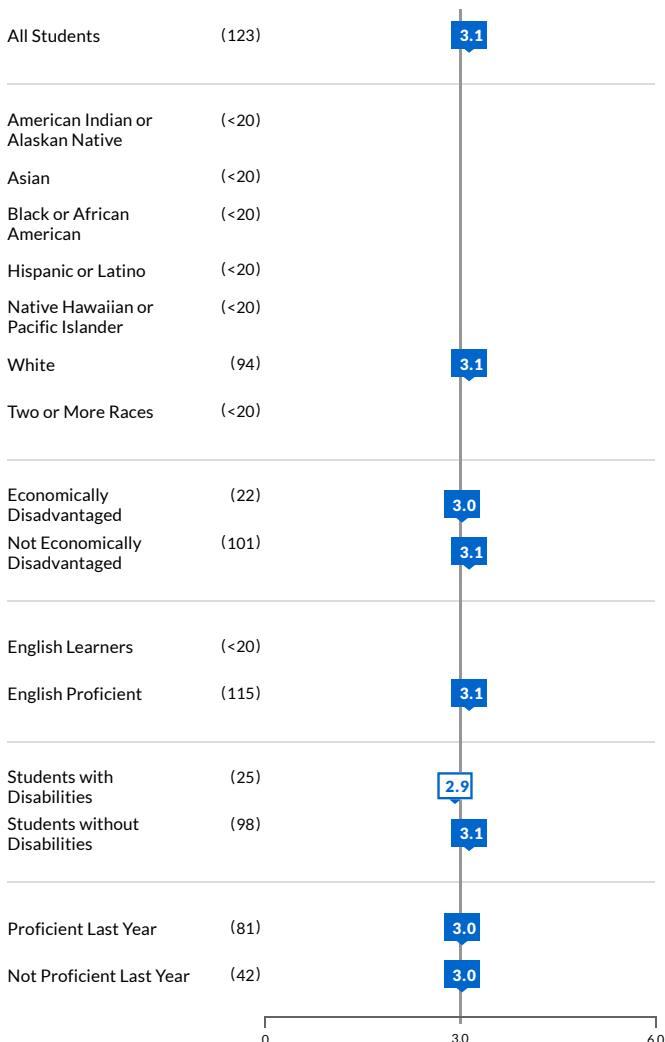 All Students (123) 3.1
American Indian or (<20)
Alaskan Native
Asian (<20)
Black or African (<20)
American
Hispanic or Latino (<20)
Native Hawaiian or (<20)
Pacific Islander
White (94) 3.1
Two or More Races (<20)
Economically (22) 3.0
Disadvantaged
Not Economically (101) 3.1
Disadvantaged
English Learners (<20)
English Proficient (115) 3.1
Students with (25) 2.9
Disabilities
Students without (98) 3.1
Disabilities
Proficient Last Year (81) 3.0
Not Proficient Last Year (42) 3.0
0 3.0 6.0